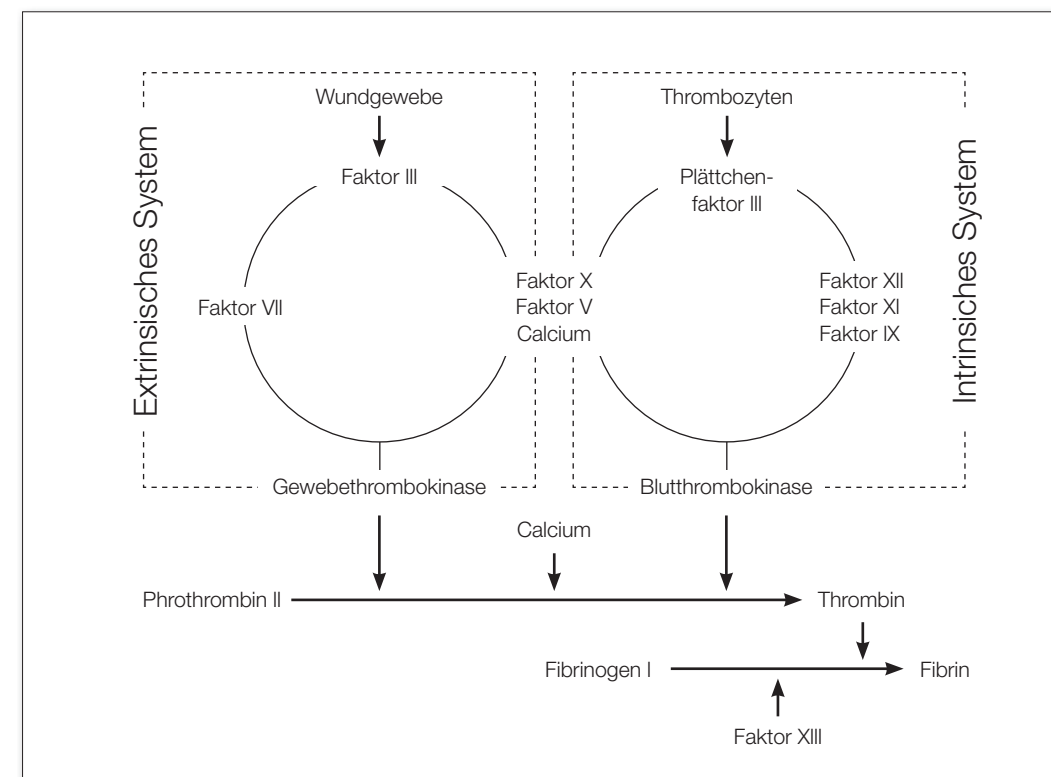 Extrinsisches System
Wundgewebe
Faktor III
Faktor VII
Faktor X
Faktor V
Calcium
Gewebethrombokinase
Thrombozyten
Plättchen-
faktor III
Faktor XII
Faktor XI
Faktor IX
Blutthrombokinase
Intrinsiches System
Calcium
Phrothrombin II
Thrombin
Fibrinogen I
Fibrin
Faktor XIII